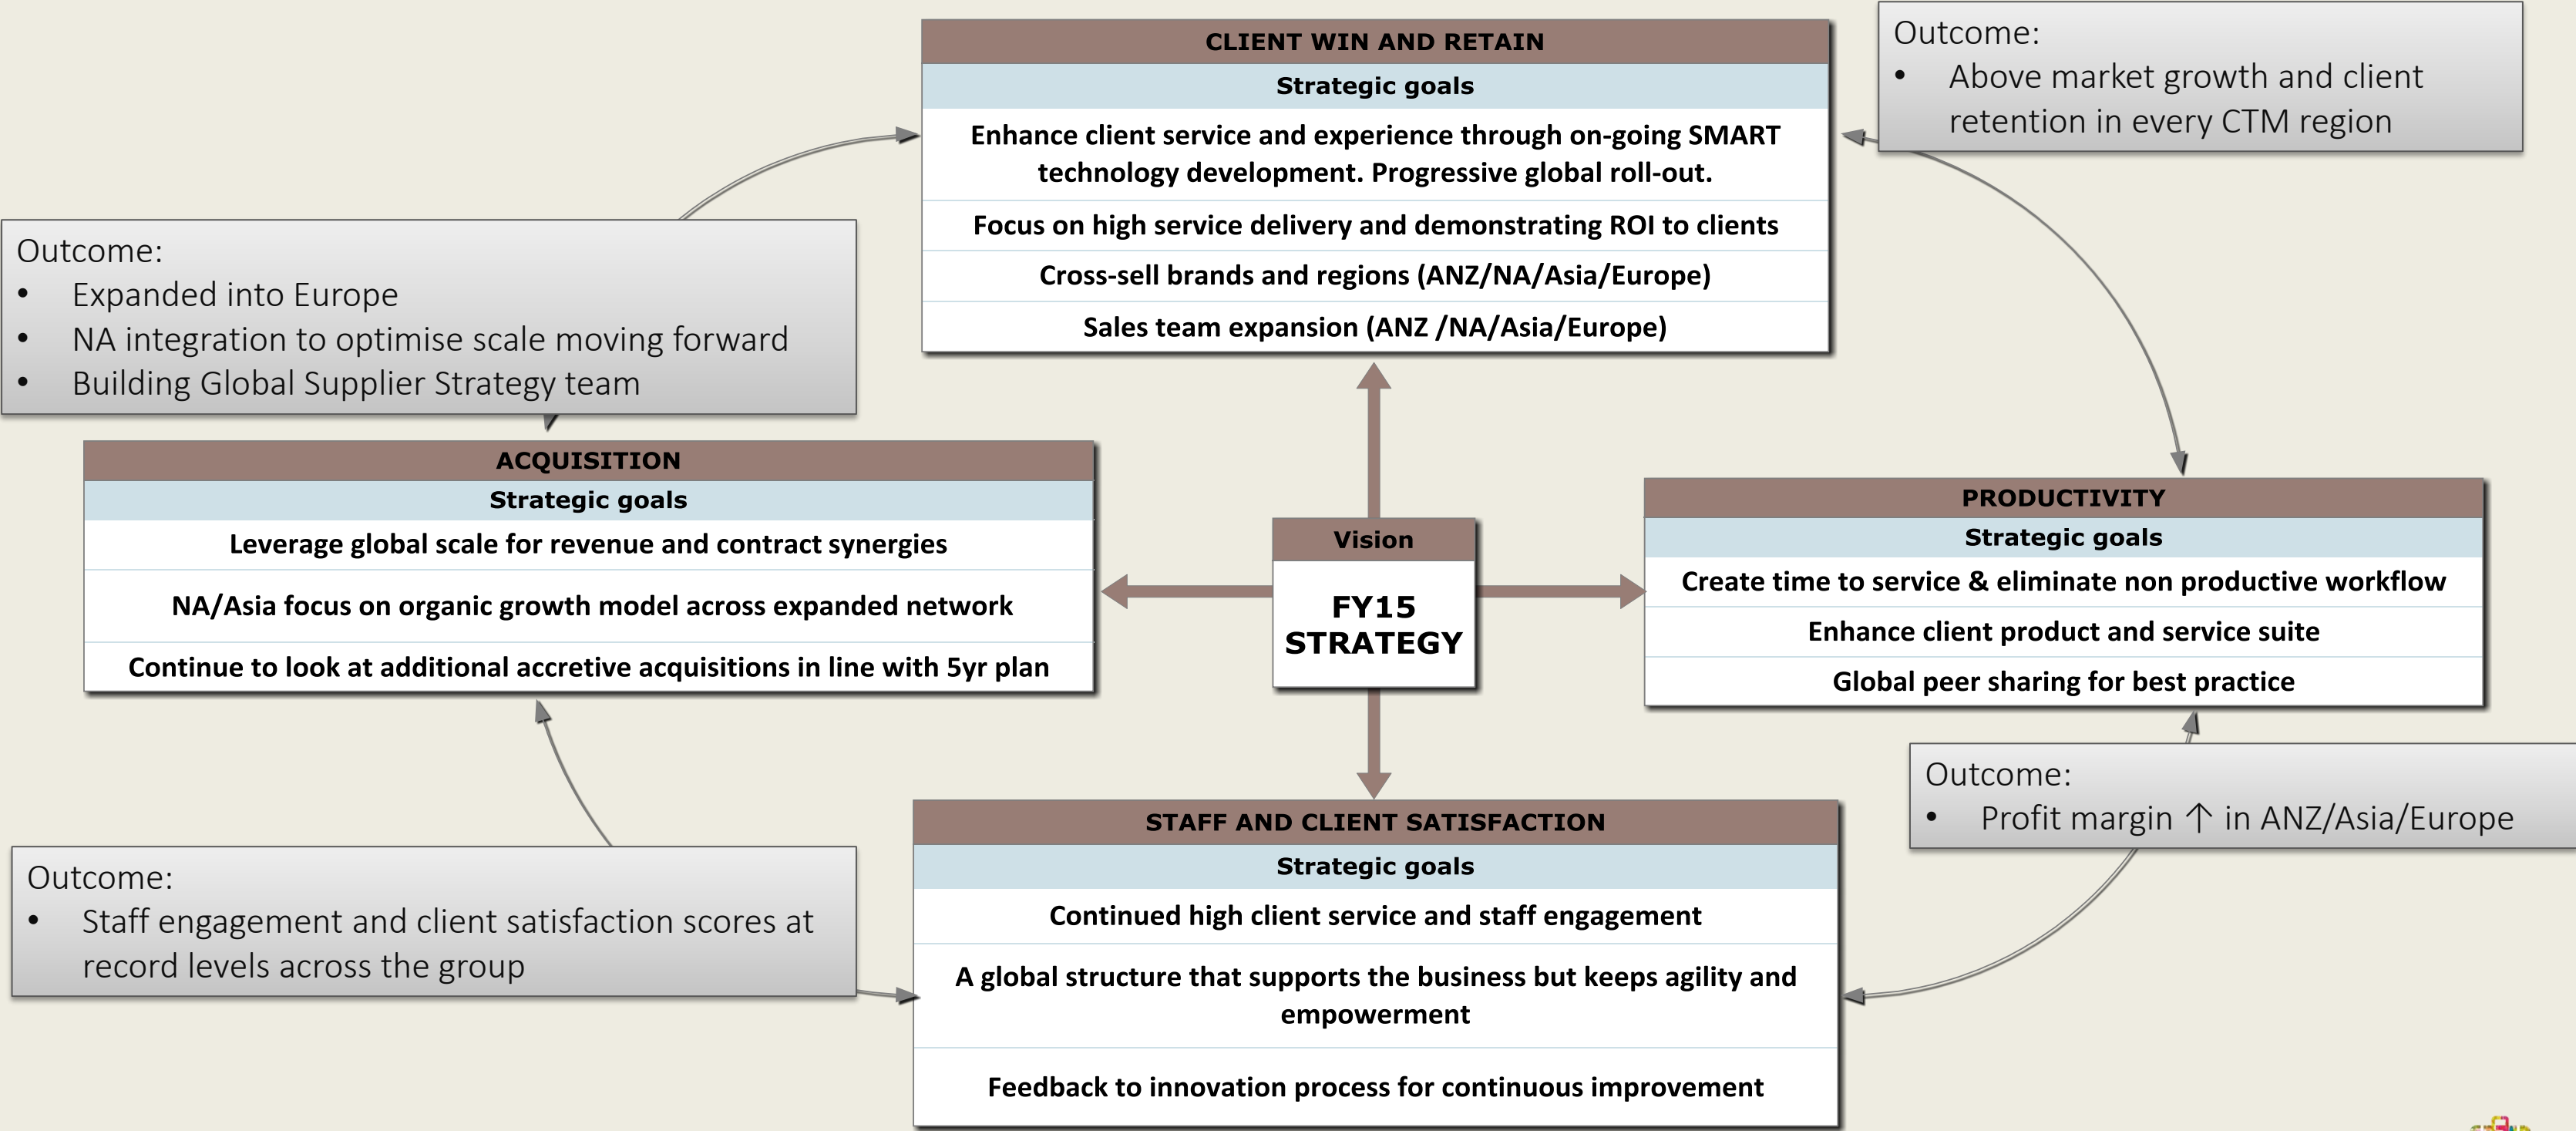 CLIENT WIN AND RETAIN
Strategic goals
Enhance client service and experience through on-going SMART
technology development. Progressive global roll-out.
Focus on high service delivery and demonstrating ROI to clients
Cross-sell brands and regions (ANZ/NA/Asia/Europe)
Sales team expansion (ANZ /NA/Asia/Europe)
Outcome:
• Above market growth and client
retention in every CTM region
Outcome:
• Expanded into Europe
• NA integration to optimise scale moving forward
• Building Global Supplier Strategy team
ACQUISITION
Strategic goals
Leverage global scale for revenue and contract synergies
NA/Asia focus on organic growth model across expanded network
Continue to look at additional accretive acquisitions in line with 5yr plan
Vision
FY15
STRATEGY
PRODUCTIVITY
Strategic goals
Create time to service & eliminate non productive workflow
Enhance client product and service suite
Global peer sharing for best practice
Outcome:
• Profit margin ↑ in ANZ/Asia/Europe
Outcome:
• Staff engagement and client satisfaction scores at
record levels across the group
STAFF AND CLIENT SATISFACTION
Strategic goals
Continued high client service and staff engagement
A global structure that supports the business but keeps agility and
empowerment
Feedback to innovation process for continuous improvement